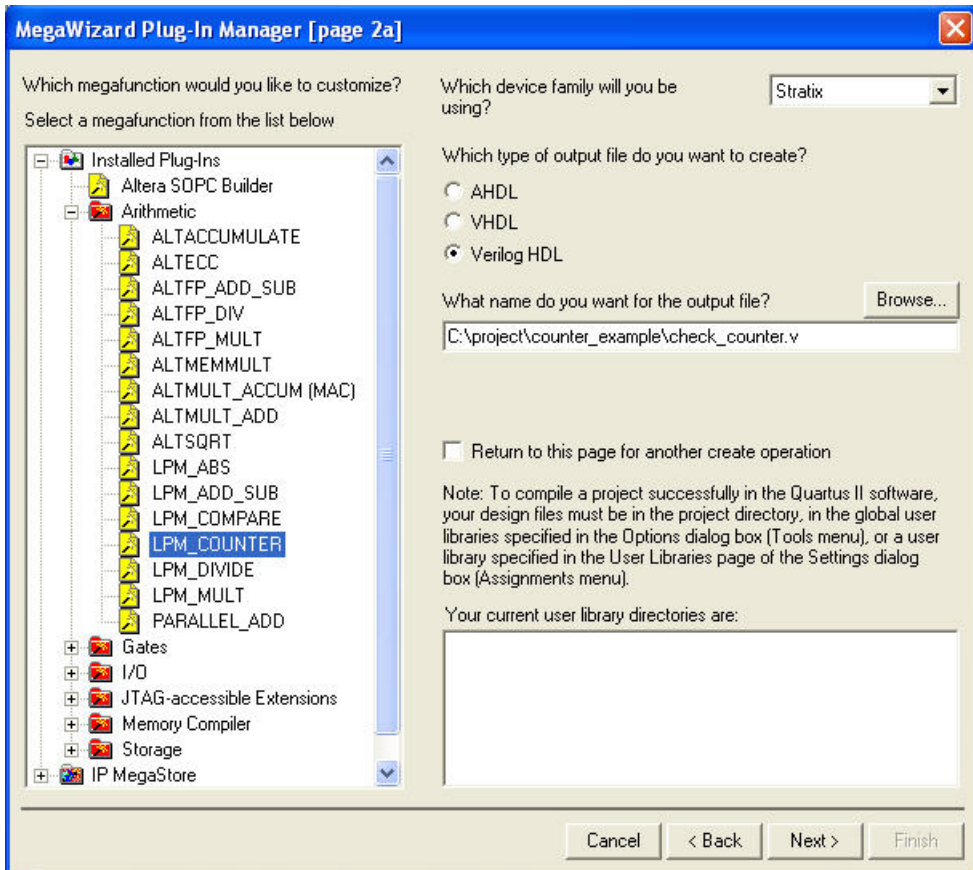 MegaWizard Plug-In Manager [page 2a]
Which megafunction would you like to customize?
Select a megafunction from the list below
Installed Plug-Ins
Altera SOPC Builder
Arithmetic
ALTACCUMULATE
ALTECC
ALTFP_ADD_SUB
ALTFP_DIV
ALTFP_MULT
ALTMEMMULT
ALTMULT_ACCUM (MAC)
ALTMULT_ADD
ALTSQRT
LPM_ABS
LPM_ADD_SUB
LPM_COMPARE
LPM_COUNTER
LPM_DIVIDE
LPM_MULT
PARALLEL_ADD
Gates
I/O
JTAG-accessible Extensions
Memory Compiler
Storage
IP MegaStore
Which device family will you be
using?
Stratix
Which type of output file do you want to create?
AHDL
VHDL
Verilog HDL
What name do you want for the output file?
Browse...
C:\project\counter_example\check_counter.v
Return to this page for another create operation
Note: To compile a project successfully in the Quartus II software,
your design files must be in the project directory, in the global user
libraries specified in the Options dialog box (Tools menu), or a user
library specified in the User Libraries page of the Settings dialog
box (Assignments menu).
Your current user library directories are:
Cancel
< Back
Next >
Finish